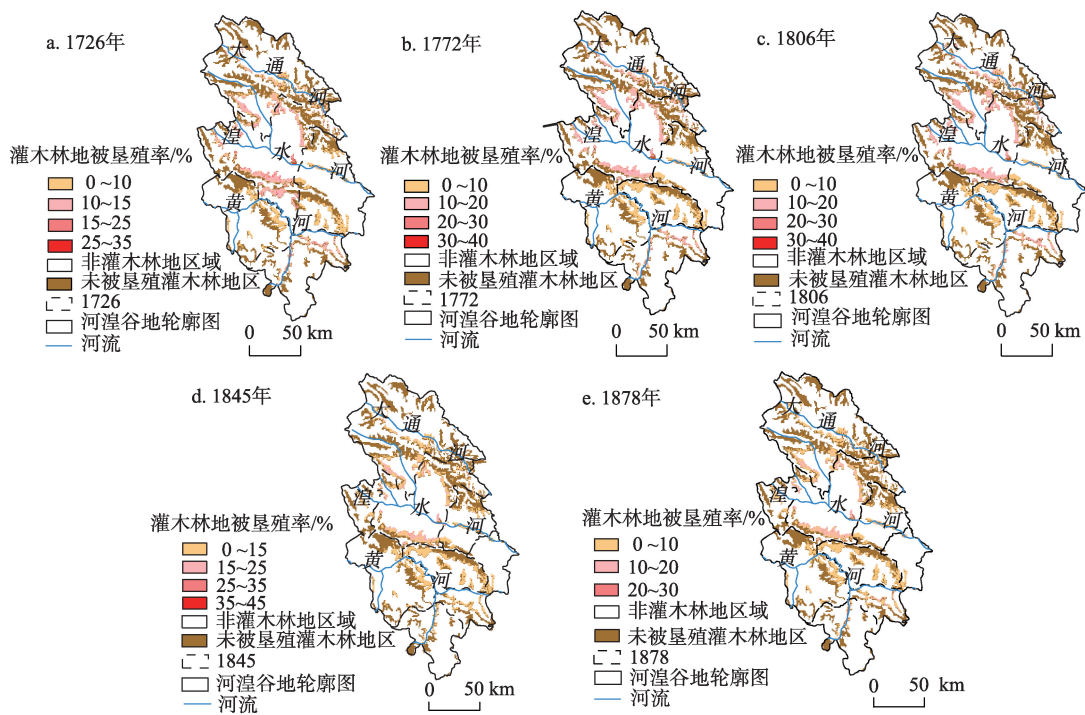 a. 1726年
大
通
河
湟
水
河
黄
河
灌木林地被垦殖率/%
0 ~10
10~15
15~25
25~35
非灌木林地区域
未被垦殖灌木林地区
1726
河湟谷地轮廓图
河流
0 50 km
b. 1772年
大
通
河
湟
水
河
黄
河
灌木林地被垦殖率/%
0 ~10
10~20
20~30
30~40
非灌木林地区域
未被垦殖灌木林地区
1772
河湟谷地轮廓图
河流
0 50 km
c. 1806年
大
通
河
湟
水
河
黄
河
灌木林地被垦殖率/%
0~10
10~20
20~30
30~40
非灌木林地区域
未被垦殖灌木林地区
1806
河湟谷地轮廓图
河流
0 50 km
d. 1845年
大
通
河
湟
水
河
黄
河
灌木林地被垦殖率/%
0~15
15~25
25~35
35~45
非灌木林地区域
未被垦殖灌木林地区
1845
河湟谷地轮廓图
河流
0 50 km
e. 1878年
大
通
河
湟
水
河
黄
河
灌木林地被垦殖率/%
0 ~10
10~20
20~30
非灌木林地区域
未被垦殖灌木林地区
1878
河湟谷地轮廓图
河流
0 50 km